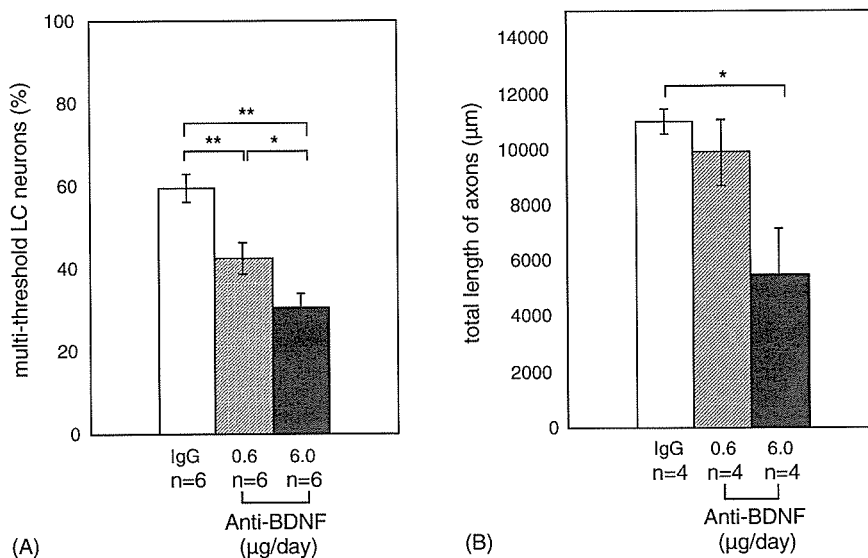 100
80
60
40
20
0
multi-threshold LC neurons (%)
**
** *
IgG 0.6 6.0
n=6 n=6 n=6
Anti-BDNF
(µg/day)
(A)
14000
12000
10000
8000
6000
4000
2000
0
total length of axons (µm)
*
IgG 0.6 6.0
n=4 n=4 n=4
Anti-BDNF
(µg/day)
(B)